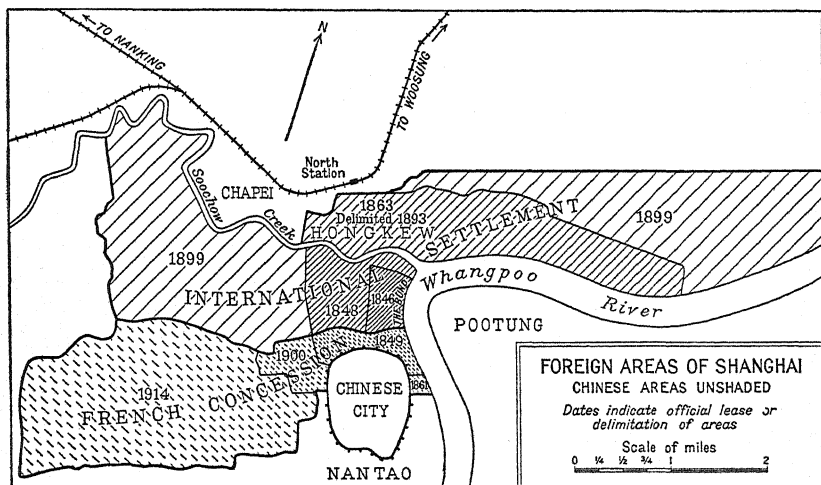 TO NANKING
N
TO WOOSUNG
North
Station
CHAPEI
Soochow
Creek
1863
Delimited 1893
HONGKEW
SETTLEMENT
1899
1899
INTERNATIONAL
1848
1846
Whangpoo
River
POOTUNG
1849
1900
CONCESSION
1861
1914
FRENCH
CHINESE
CITY
NANTAO
FOREIGN AREAS OF SHANGHAI
CHINESE AREAS UNSHADED
Dates indicate official lease or
delimitation of areas
Scale of miles
0 ¼ ½ ¾ 1 2